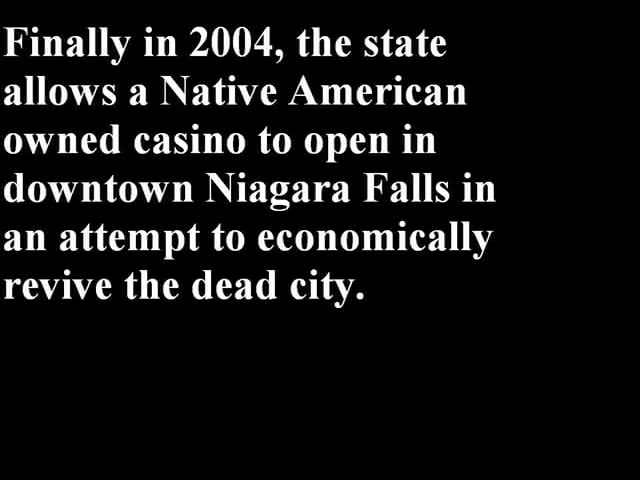 Finally in 2004, the state
allows a Native American
owned casino to open in
downtown Niagara Falls in
an attempt to economically
revive the dead city.